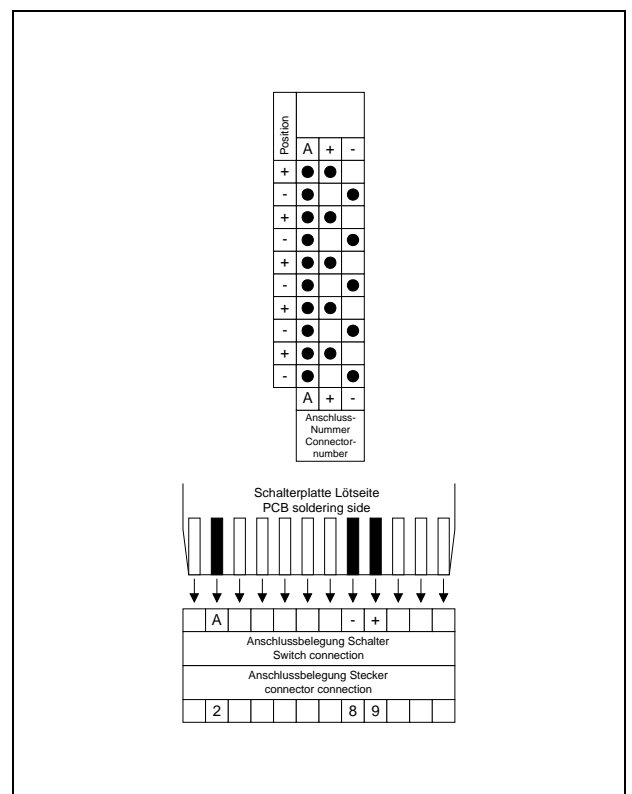 Position
A + -
+ ● ●
- ● ●
+ ● ●
- ● ●
+ ● ●
- ● ●
+ ● ●
- ● ●
+ ● ●
- ● ●
A + -
Anschluss-
Nummer
Connector-
number
Schalterplatte Lötseite
PCB soldering side
A - +
Anschlussbelegung Schalter
Switch connection
Anschlussbelegung Stecker
connector connection
2 8 9